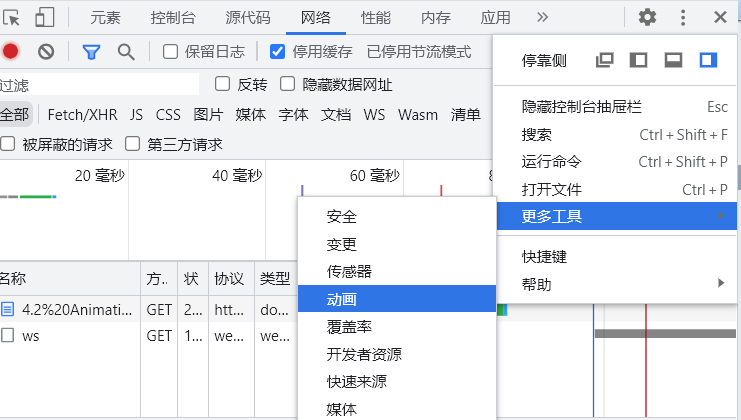 元素 控制台 源代码 网络 性能 内存 应用
保留日志 停用缓存 已停用节流模式
过滤 反转 隐藏数据网址
全部 Fetch/XHR JS CSS 图片 媒体 字体 文档 WS Wasm 清单
被屏蔽的请求 第三方请求
20 毫秒 40 毫秒 60 毫秒 8
名称 方.. 状 协议 类型
4.2%20Animati... GET 2... htt... do...
ws GET 1... we... we...
停靠侧
隐藏控制台抽屉栏 Esc
搜索 Ctrl + Shift + F
运行命令 Ctrl + Shift + P
打开文件 Ctrl + P
更多工具
快捷键
帮助
安全
变更
传感器
动画
覆盖率
开发者资源
快速来源
媒体